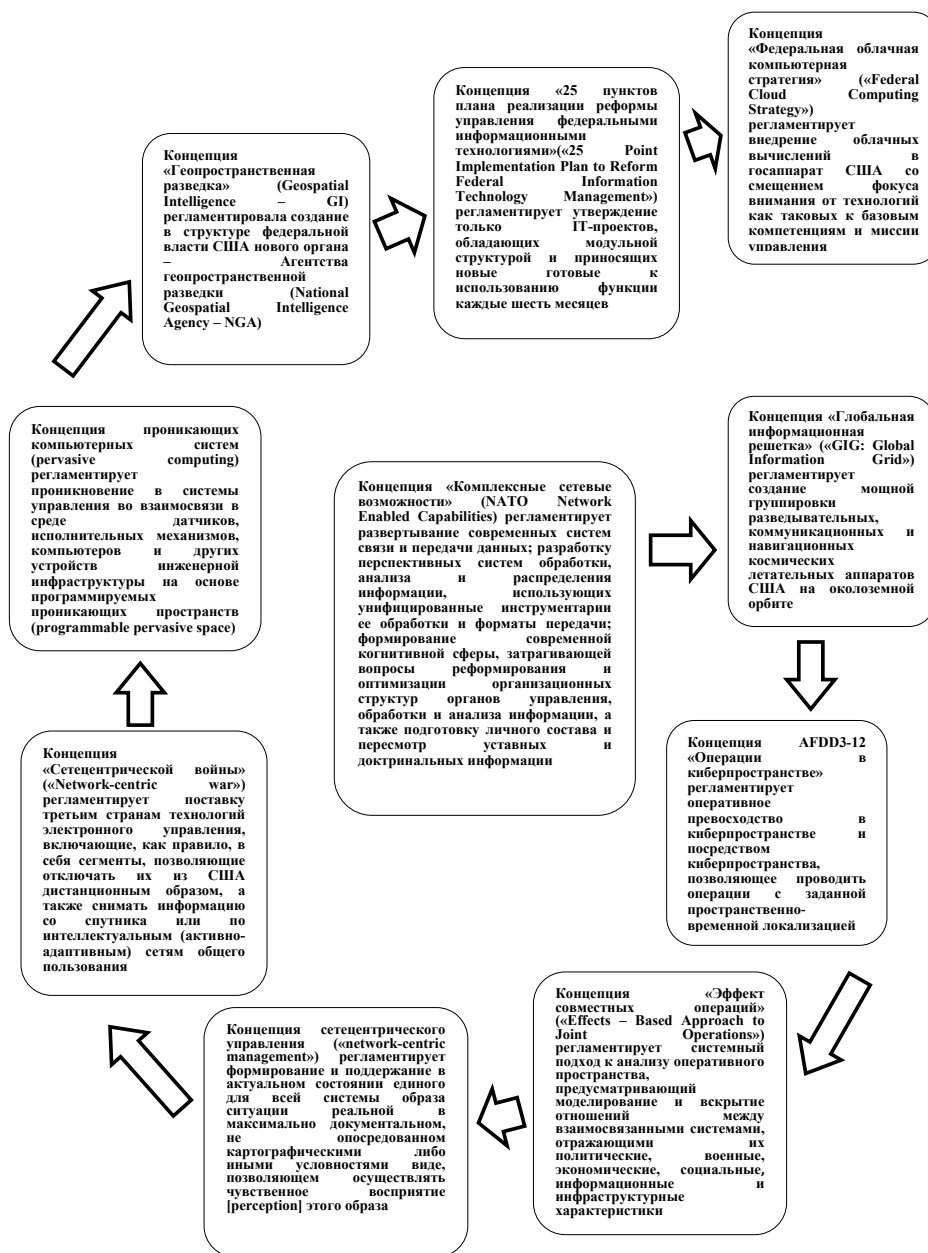 Концепция
«Федеральная облачная
компьютерная
стратегия» («Federal
Cloud Computing
Strategy»)
регламентирует
внедрение облачных
вычислений в
госаппарат США со
смещением фокуса
внимания от технологий
как таковых к базовым
компетенциям и миссии
управления
Концепция «25 пунктов
плана реализации реформы
управления федеральными
информационными
технологиями»(«25 Point
Implementation Plan to Reform
Federal Information
Technology Management»)
регламентирует утверждение
только IT-проектов,
обладающих модульной
структурой и приносящих
новые готовые к
использованию функции
каждые шесть месяцев
Концепция
«Геопространственная
разведка» (Geospatial
Intelligence – GI)
регламентировала создание
в структуре федеральной
власти США нового органа
– Агентства
геопространственной
разведки (National
Geospatial Intelligence
Agency – NGA)
Концепция проникающих
компьютерных систем
(pervasive computing)
регламентирует
проникновение в системы
управления во взаимосвязи в
среде датчиков,
исполнительных механизмов,
компьютеров и других
устройств инженерной
инфраструктуры на основе
программируемых
проникающих пространств
(programmable pervasive space)
Концепция «Комплексные сетевые
возможности» (NATO Network
Enabled Capabilities) регламентирует
развертывание современных систем
связи и передачи данных; разработку
перспективных систем обработки,
анализа и распределения
информации, использующих
унифицированные инструментарии
ее обработки и форматы передачи;
формирование современной
когнитивной сферы, затрагивающей
вопросы реформирования и
оптимизации организационных
структур органов управления,
обработки и анализа информации, а
также подготовку личного состава и
пересмотр уставных и
доктринальных информации
Концепция «Глобальная
информационная
решетка» («GIG: Global
Information Grid»)
регламентирует
создание мощной
группировки
разведывательных,
коммуникационных и
навигационных
космических
летательных аппаратов
США на околоземной
орбите
Концепция AFDD3-12
«Операции в
киберпространстве»
регламентирует
оперативное
превосходство в
киберпространстве и
посредством
киберпространства,
позволяющее проводить
операции с заданной
пространственно-
временной локализацией
Концепция
«Сетецентрической войны»
(«Network-centric war»)
регламентирует поставку
третьим странам технологий
электронного управления,
включающие, как правило, в
себя сегменты, позволяющие
отключать их из США
дистанционным образом, а
также снимать информацию
со спутника или по
интеллектуальным (активно-
адаптивным) сетям общего
пользования
Концепция сетецентрического
управления («network-centric
management») регламентирует
формирование и поддержание в
актуальном состоянии единого
для всей системы образа
ситуации реальной в
максимально документальном,
не опосредованном
картографическими либо
иными условностями виде,
позволяющем осуществлять
чувственное восприятие
[perception] этого образа
Концепция «Эффект
совместных операций»
(«Effects – Based Approach to
Joint Operations»)
регламентирует системный
подход к анализу оперативного
пространства,
предусматривающий
моделирование и вскрытие
отношений между
взаимосвязанными системами,
отражающими их
политические, военные,
экономические, социальные,
информационные и
инфраструктурные
характеристики